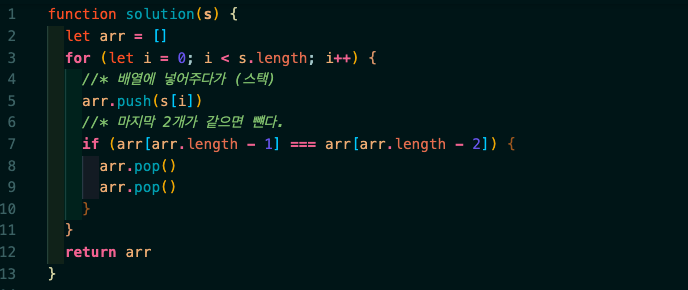 1 function solution(s) {
2 let arr = []
3 for (let i = 0; i < s.length; i++) {
4 //* 배열에 넣어주다가 (스택)
5 arr.push(s[i])
6 //* 마지막 2개가 같으면 뺀다.
7 if (arr[arr.length - 1] === arr[arr.length - 2]) {
8 arr.pop()
9 arr.pop()
10 }
11 }
12 return arr
13 }